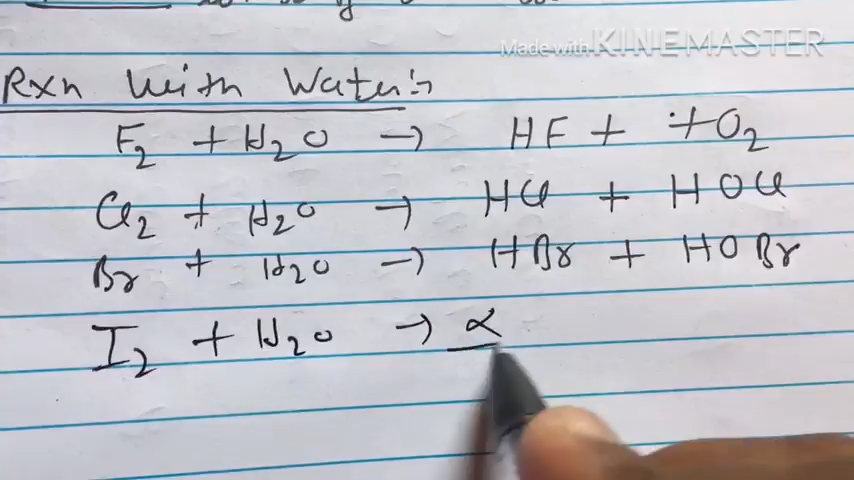 Made with KINEMASTER
Rxn with Water:-
F2 + H2O → HF + O2
Cl2 + H2O → HCl + HOCl
Br + H2O → HBr + HOBr
I2 + H2O → ×